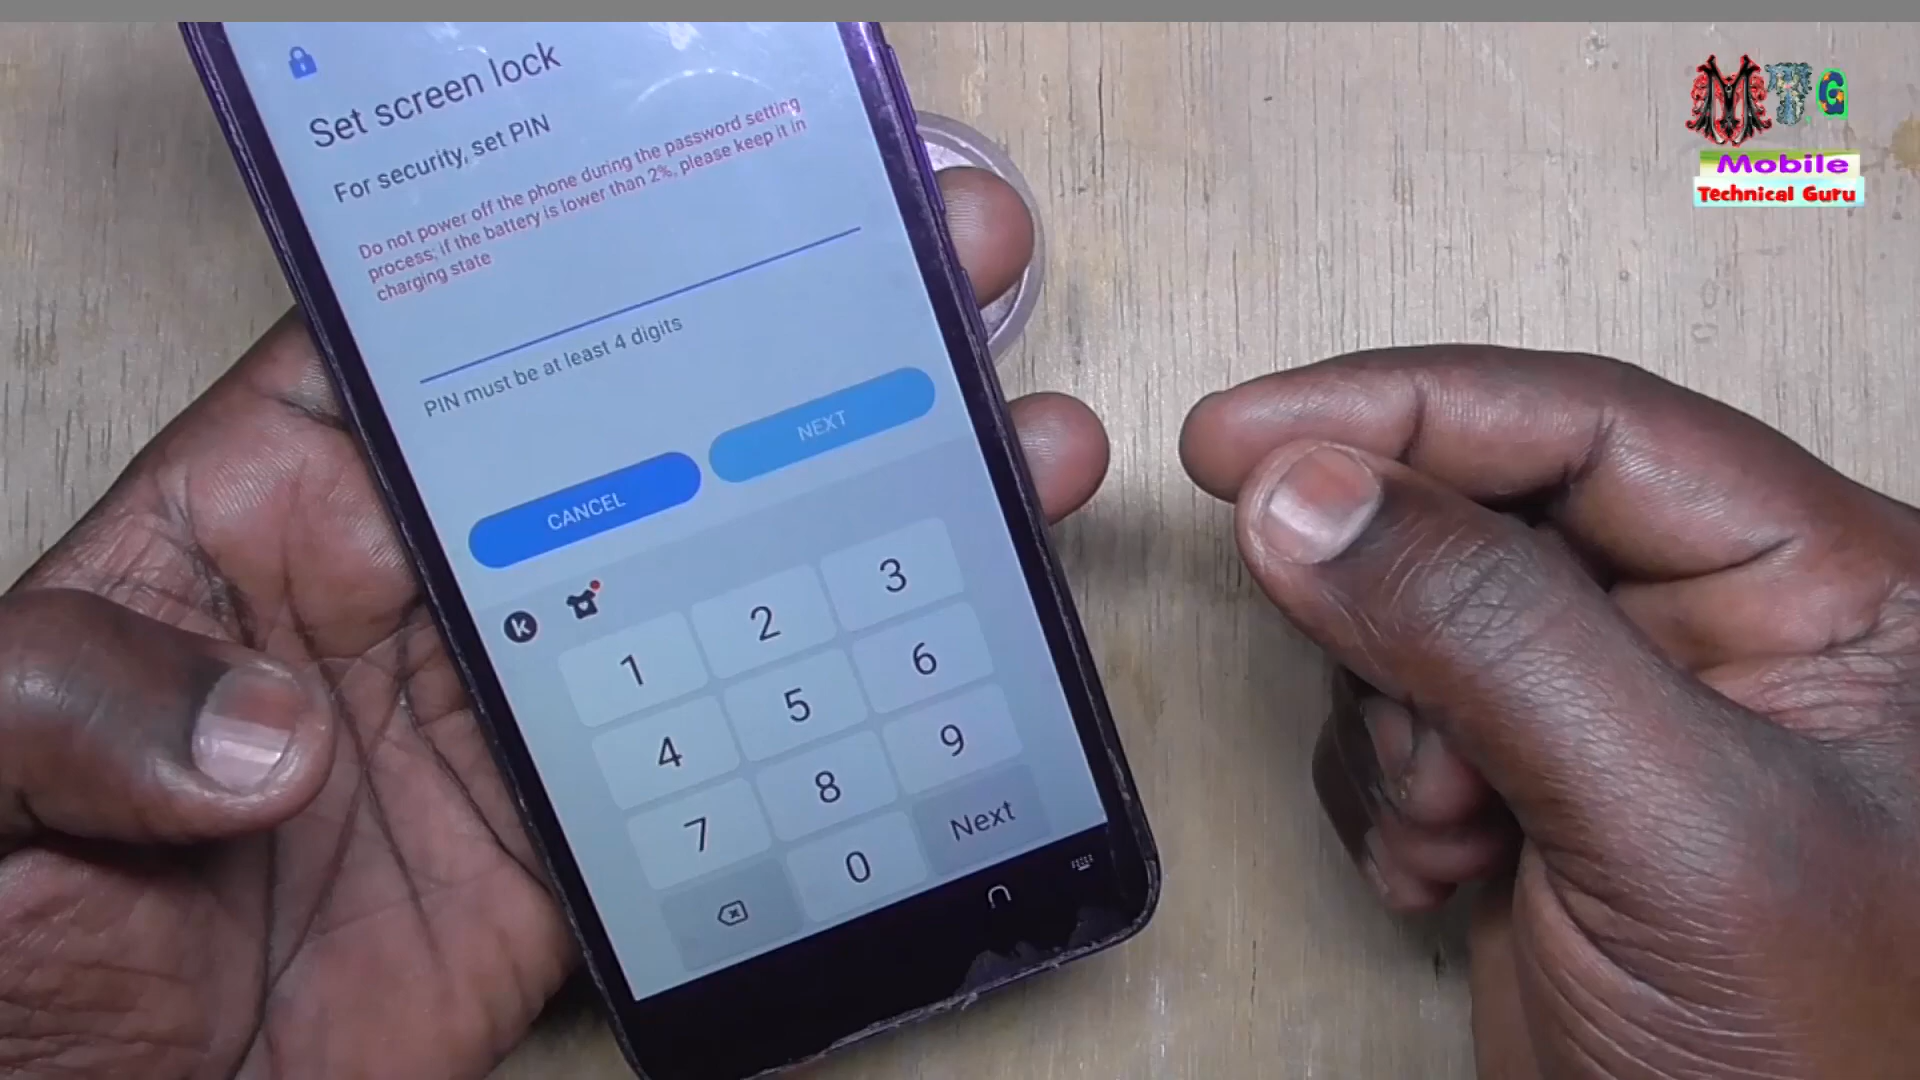 Set screen lock
For security, set PIN
Do not power off the phone during the password setting
process; if the battery is lower than 2%, please keep it in
charging state
PIN must be at least 4 digits
CANCEL
NEXT
k
1
2
3
4
5
6
7
8
9
0
Next
MTG
Mobile
Technical Guru